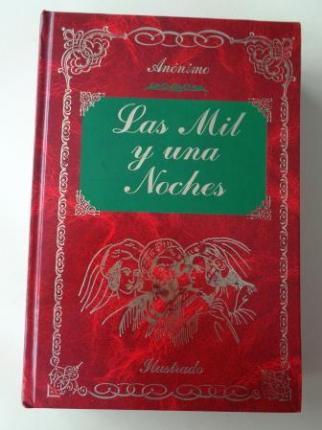 Anónimo
Las Mil
y una
Noches
Ilustrado